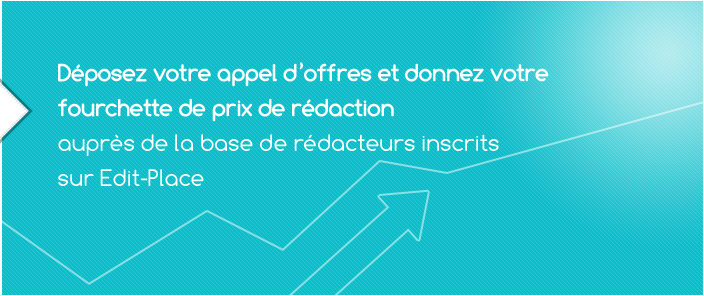 Déposez votre appel d'offres et donnez votre
fourchette de prix de rédaction
auprès de la base de rédacteurs inscrits
sur Edit-Place